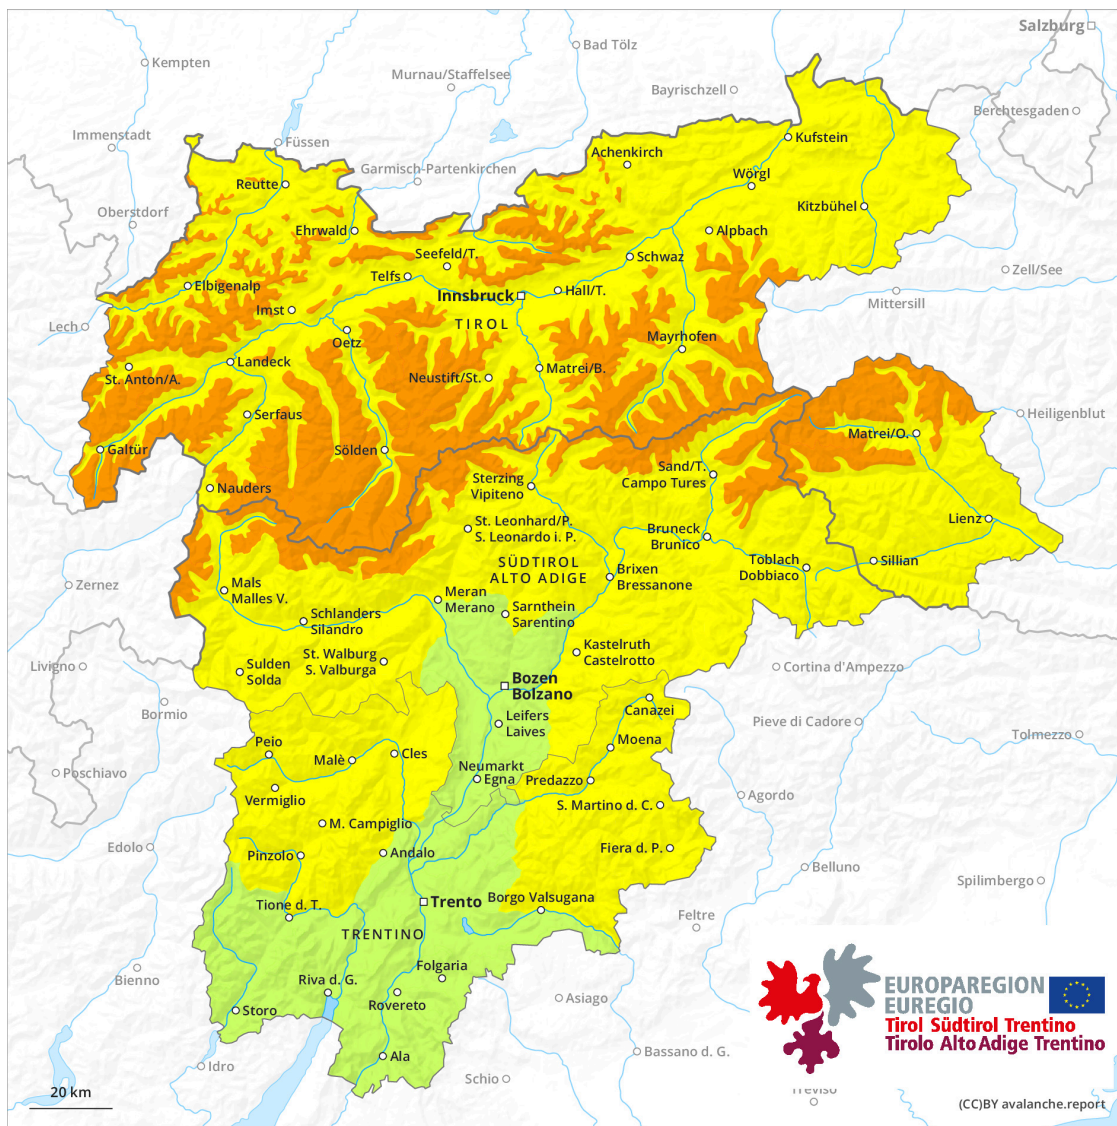 Salzburg
Bad Tölz
Kempten
Murnau/Staffelsee
Bayrischzell
Berchtesgaden
Immenstadt
Füssen
Kufstein
Achenkirch
Garmisch-Partenkirchen
Wörgl
Reutte
Kitzbühel
Oberstdorf
Ehrwald
Alpbach
Seefeld/T.
Schwaz
Zell/See
Telfs
Elbigenalp
Innsbruck
Hall/T.
Mittersill
Imst
TIROL
Lech
Oetz
Mayrhofen
Landeck
Matrei/B.
St. Anton/A.
Neustift/St.
Serfaus
Heiligenblut
Matrei/O.
Galtür
Sölden
Sand/T.
Campo Tures
Sterzing
Vipiteno
Nauders
Lienz
St. Leonhard/P.
S. Leonardo i. P.
Bruneck
Brunico
SÜDTIROL
ALTO ADIGE
Toblach
Dobbiaco
Sillian
Brixen
Bressanone
Zernez
Mals
Malles V.
Meran
Merano
Sarnthein
Sarentino
Schlanders
Silandro
Kastelruth
Castelrotto
St. Walburg
S. Valburga
Livigno
Sulden
Solda
Cortina d'Ampezzo
Bozen
Bolzano
Bormio
Canazei
Leifers
Laives
Pieve di Cadore
Tolmezzo
Peio
Moena
Cles
Malè
Poschiavo
Neumarkt
Egna
Predazzo
Vermiglio
Agordo
S. Martino d. C.
M. Campiglio
Edolo
Fiera d. P.
Pinzolo
Andalo
Belluno
Spilimbergo
Borgo Valsugana
Tione d. T.
Trento
Feltre
TRENTINO
Folgaria
Bienno
Riva d. G.
Rovereto
Asiago
Storo
EUROPAREGION
EUREGIO
Tirol Südtirol Trentino
Tirolo Alto Adige Trentino
Ala
Bassano d. G.
Idro
Schio
20 km
Treviso
(CC)BY avalanche.report